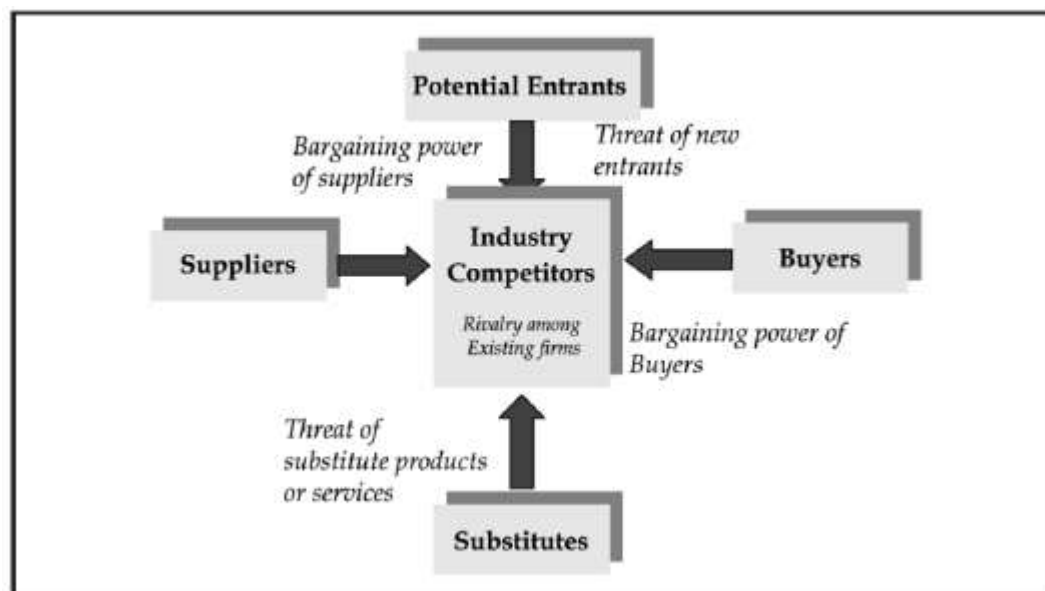 Potential Entrants
Bargaining power
of suppliers
Threat of new
entrants
Suppliers
Industry
Competitors
Rivalry among
Existing firms
Buyers
Bargaining power of
Buyers
Threat of
substitute products
or services
Substitutes